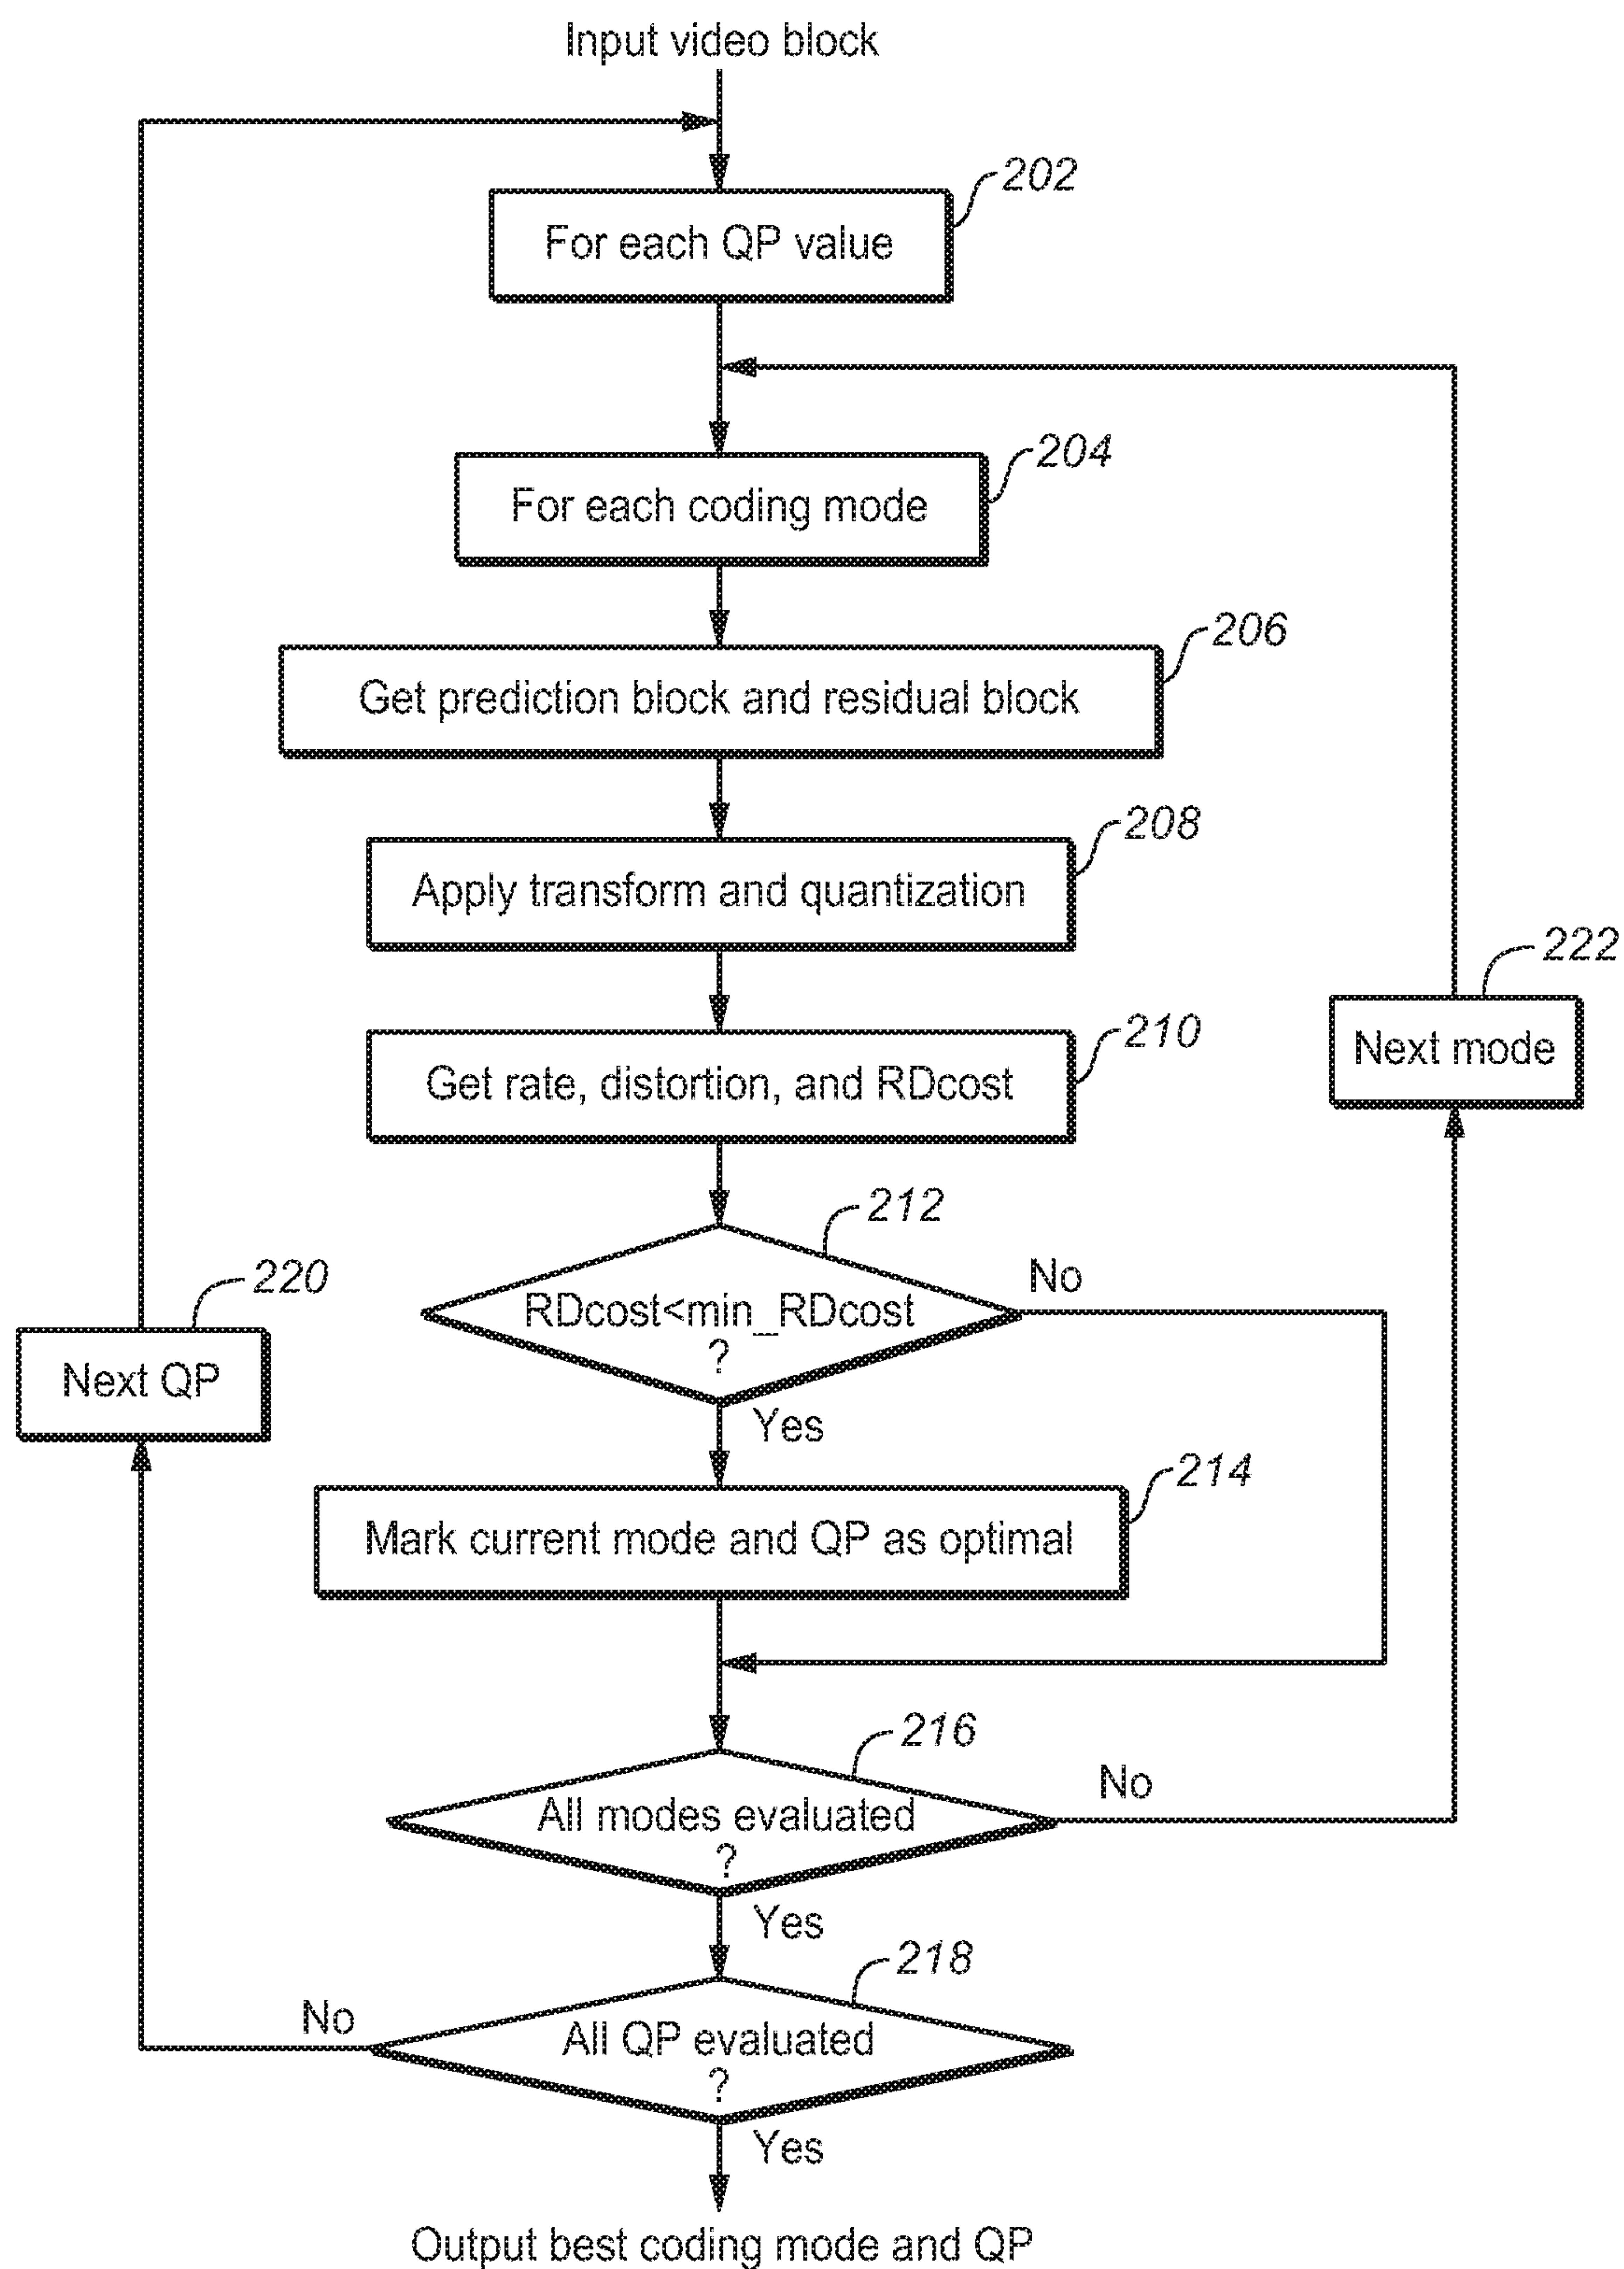 Input video block
202
For each QP value
204
For each coding mode
206
Get prediction block and residual block
208
Apply transform and quantization
222
Next mode
210
Get rate, distortion, and RDcost
212
No
RDcost<min_RDcost
?
Yes
220
Next QP
214
Mark current mode and QP as optimal
216
No
All modes evaluated
?
Yes
218
No
All QP evaluated
?
Yes
Output best coding mode and QP